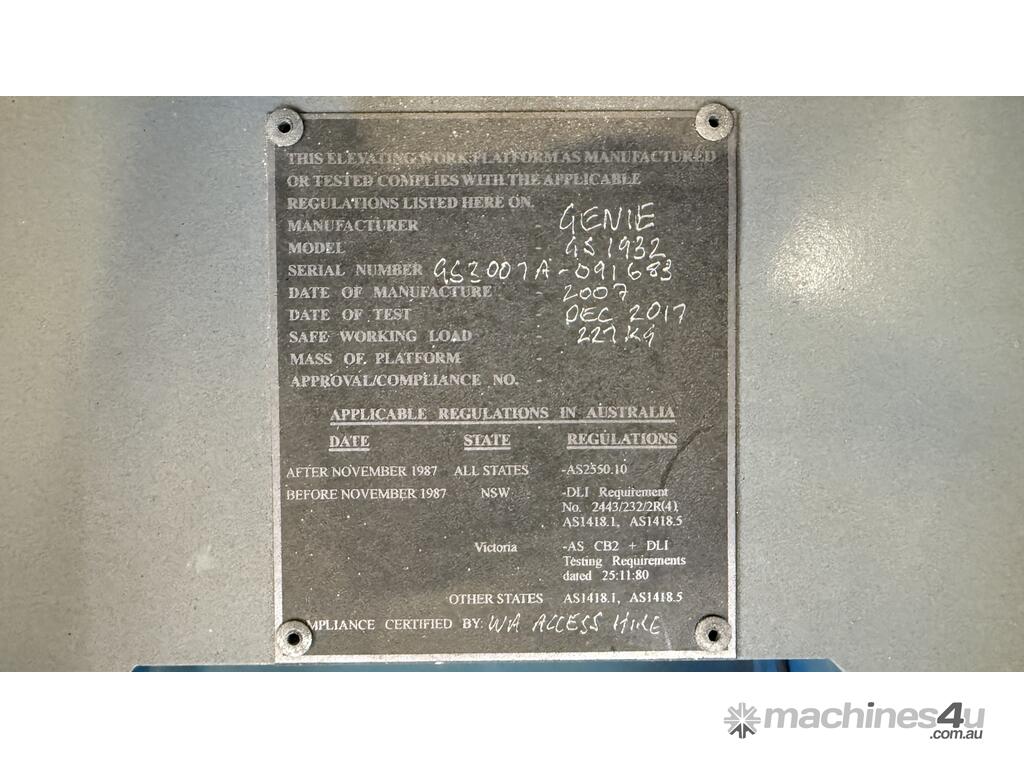 THIS ELEVATING WORK PLATFORM AS MANUFACTURED
OR TESTED COMPLIES WITH THE APPLICABLE
REGULATIONS LISTED HERE ON.
MANUFACTURER - GENIE
MODEL - GS 1932
SERIAL NUMBER GS3007A-091683
DATE OF MANUFACTURE - 2007
DATE OF TEST - DEC 2017
SAFE WORKING LOAD - 227 KG
MASS OF PLATFORM -
APPROVAL/COMPLIANCE NO. -
APPLICABLE REGULATIONS IN AUSTRALIA
DATE STATE REGULATIONS
AFTER NOVEMBER 1987 ALL STATES -AS2550.10
BEFORE NOVEMBER 1987 NSW -DLI Requirement
No. 2443/232/2R(4)
AS1418.1, AS1418.5
Victoria -AS CB2 + DLI
Testing Requirements
dated 25:11:80
OTHER STATES AS1418.1, AS1418.5
MPLIANCE CERTIFIED BY: WA ACCESS HIRE
machines4u
.com.au